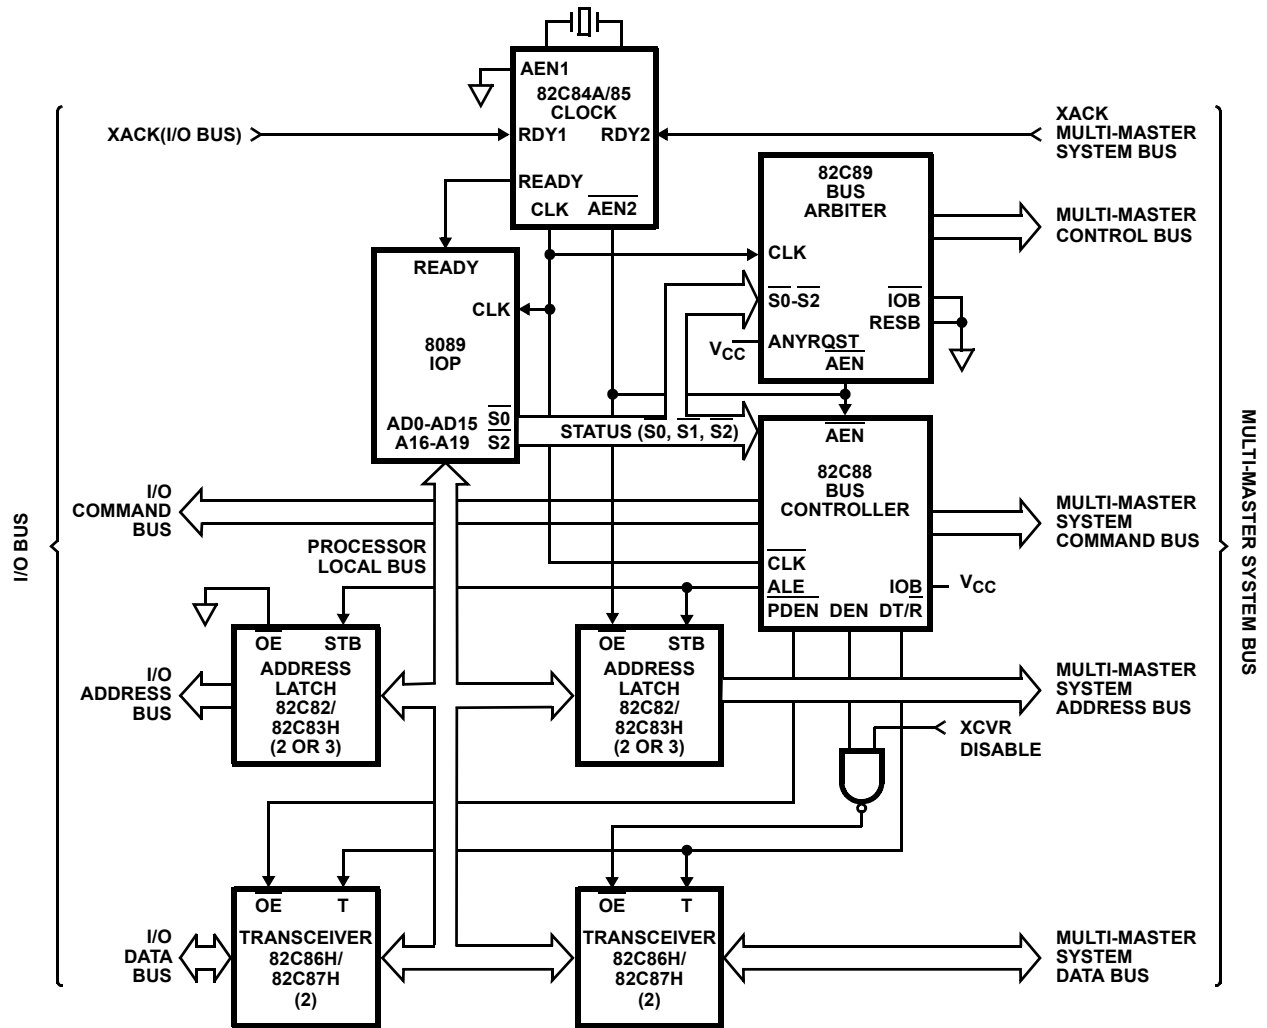 AEN1
82C84A/85
CLOCK
RDY1 RDY2
READY
CLK AEN2
XACK(I/O BUS)
XACK
MULTI-MASTER
SYSTEM BUS
82C89
BUS
ARBITER
CLK
S0-S2
IOB
RESB
ANYRQST
AEN
VCC
MULTI-MASTER
CONTROL BUS
READY
CLK
8089
IOP
AD0-AD15 S0
A16-A19 S2
STATUS (S0, S1, S2)
AEN
82C88
BUS
CONTROLLER
CLK
ALE IOB
PDEN DEN DT/R
VCC
I/O
COMMAND
BUS
MULTI-MASTER
SYSTEM
COMMAND BUS
PROCESSOR
LOCAL BUS
I/O BUS
MULTI-MASTER SYSTEM BUS
OE STB
ADDRESS
LATCH
82C82/
82C83H
(2 OR 3)
OE STB
ADDRESS
LATCH
82C82/
82C83H
(2 OR 3)
I/O
ADDRESS
BUS
MULTI-MASTER
SYSTEM
ADDRESS BUS
XCVR
DISABLE
OE T
TRANSCEIVER
82C86H/
82C87H
(2)
OE T
TRANSCEIVER
82C86H/
82C87H
(2)
I/O
DATA
BUS
MULTI-MASTER
SYSTEM
DATA BUS